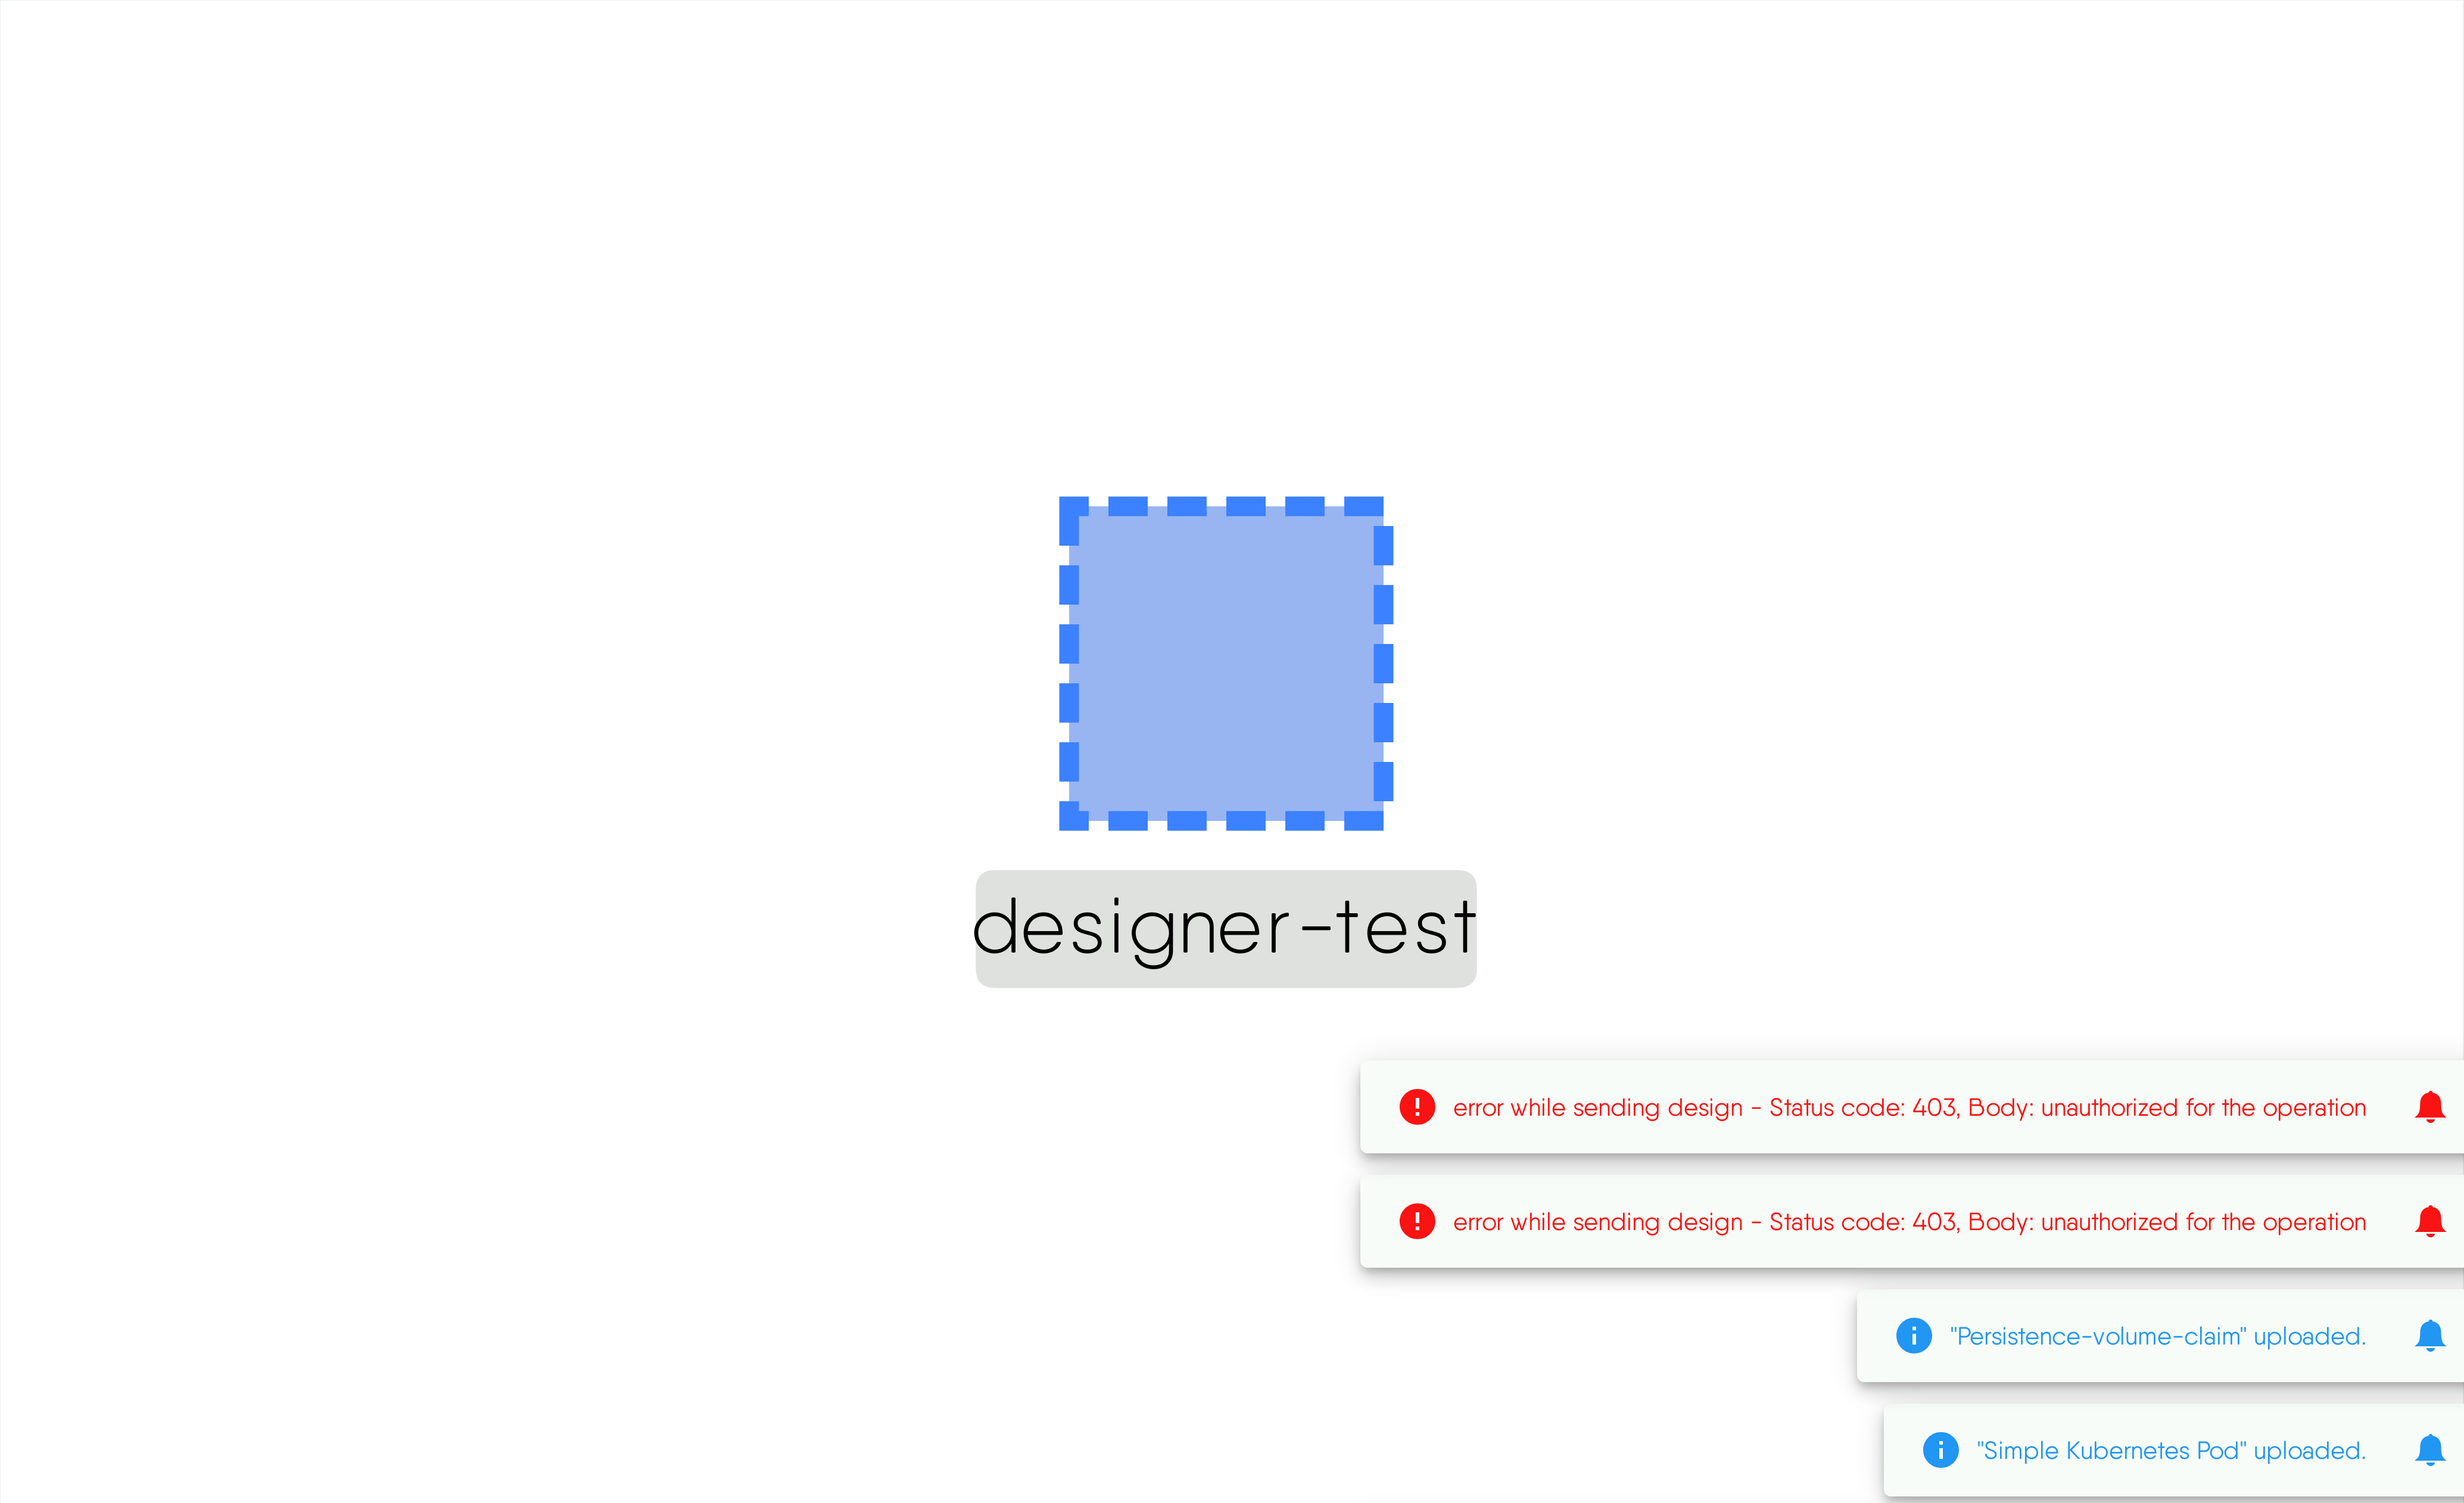 designer-test
error while sending design - Status code: 403, Body: unauthorized for the operation
error while sending design - Status code: 403, Body: unauthorized for the operation
"Persistence-volume-claim" uploaded.
"Simple Kubernetes Pod" uploaded.